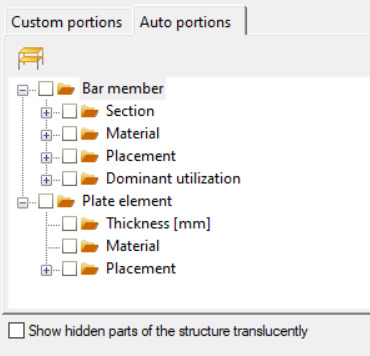 Custom portions Auto portions
Bar member
Section
Material
Placement
Dominant utilization
Plate element
Thickness [mm]
Material
Placement
Show hidden parts of the structure translucently